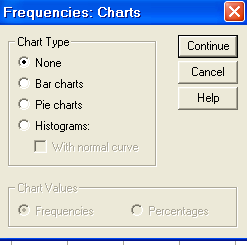 Frequencies: Charts
Chart Type
None
Bar charts
Pie charts
Histograms:
With normal curve
Continue
Cancel
Help
Chart Values
Frequencies
Percentages